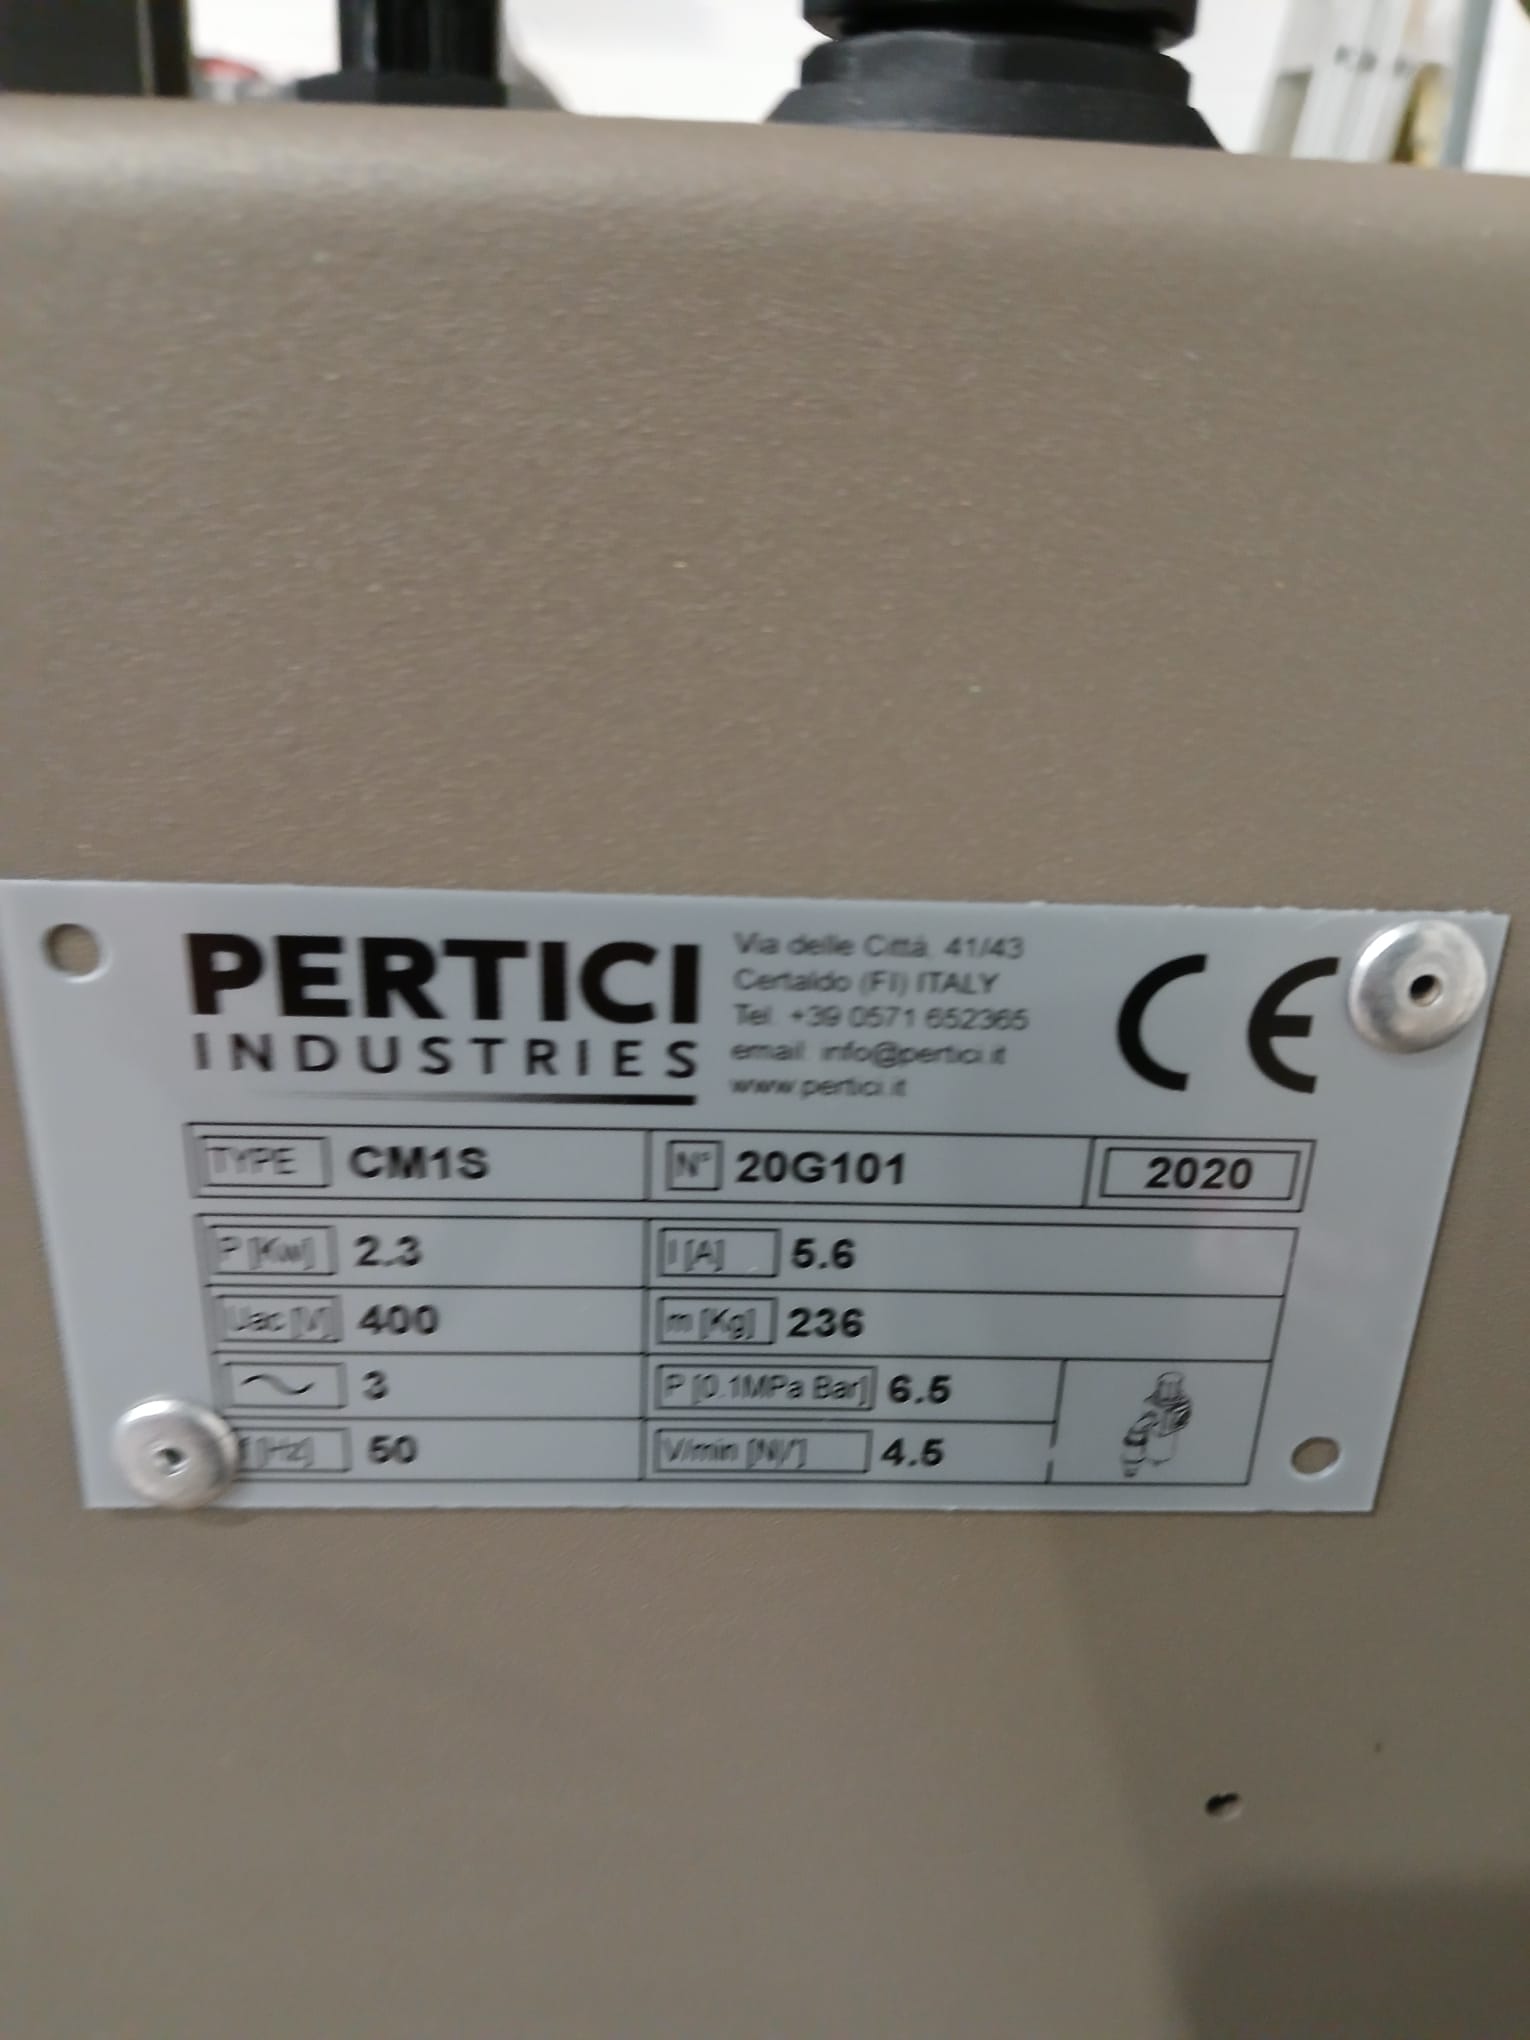 PERTICI
INDUSTRIES
Via delle Città, 41/43
Certaldo (FI) ITALY
Tel. +39 0571 652365
email: info@pertici.it
www.pertici.it
CE
TYPE CM1S N° 20G101 2020
P [Kw] 2.3 I [A] 5.6
Uac [V] 400 m [Kg] 236
3 P [0.1MPa Bar] 6.5
f [Hz] 50 V/min [Nl/'] 4.5